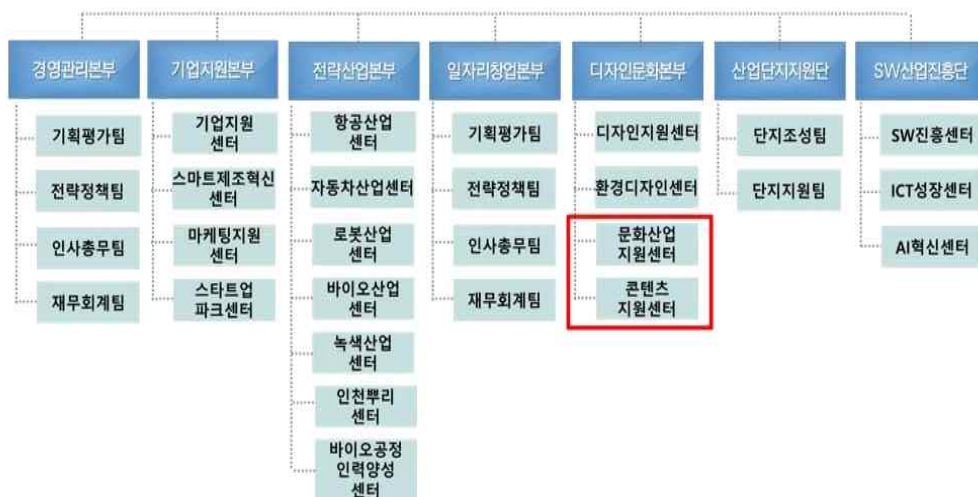 경영관리본부
기업지원본부
전략산업본부
일자리창업본부
디자인문화본부
산업단지지원단
SW산업진흥단
기획평가팀
전략정책팀
인사총무팀
재무회계팀
기업지원
센터
스마트제조혁신
센터
마케팅지원
센터
스타트업
파크센터
항공산업
센터
자동차산업센터
로봇산업
센터
바이오산업
센터
녹색산업
센터
인천뿌리
센터
바이오공정
인력양성
센터
기획평가팀
전략정책팀
인사총무팀
재무회계팀
디자인지원센터
환경디자인센터
문화산업
지원센터
콘텐츠
지원센터
단지조성팀
단지지원팀
SW진흥센터
ICT성장센터
AI혁신센터